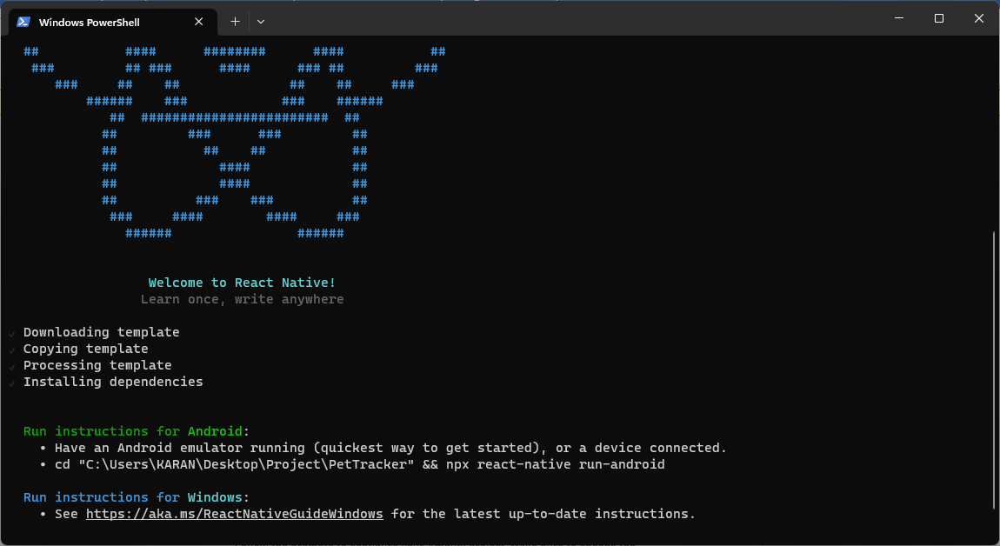 Windows PowerShell
##           ####      ########      ####           ##
 ###         ## ###      ####      ### ##         ###
    ###     ##    ##              ##    ##     ###
        ######    ###            ###    ######
           ##  ########################  ##
          ##         ###      ###         ##
          ##           ##    ##           ##
          ##             ####             ##
          ##             ####             ##
          ##          ###    ###          ##
           ###     ####        ####     ###
             ######                ######
Welcome to React Native!
Learn once, write anywhere
✓ Downloading template
✓ Copying template
✓ Processing template
✓ Installing dependencies
Run instructions for Android:
• Have an Android emulator running (quickest way to get started), or a device connected.
• cd "C:\Users\KARAN\Desktop\Project\PetTracker" && npx react-native run-android
Run instructions for Windows:
• See https://aka.ms/ReactNativeGuideWindows for the latest up-to-date instructions.